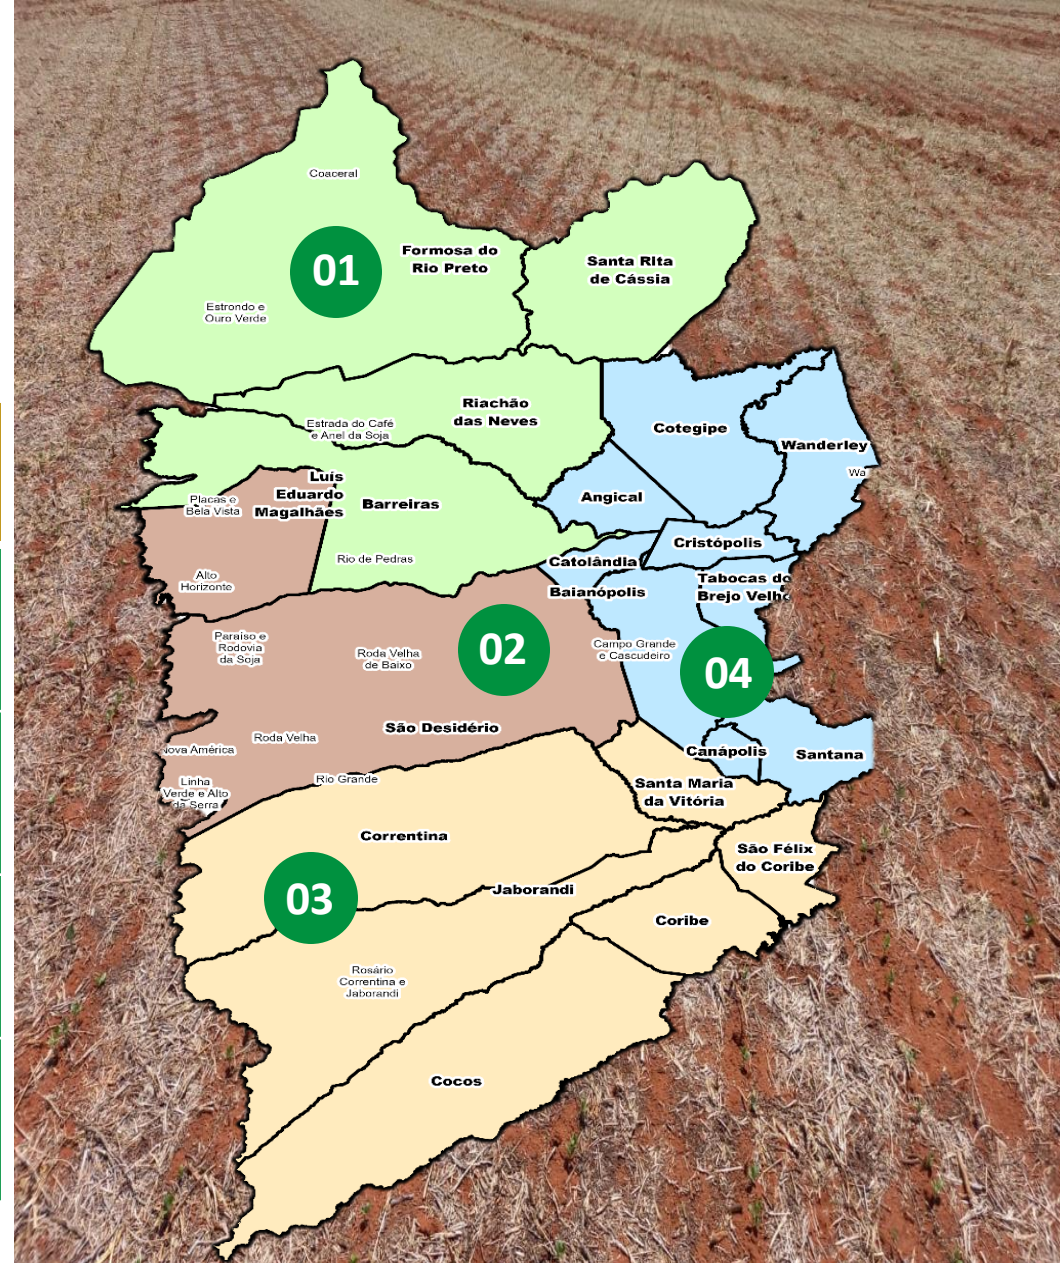 Coaceral
Formosa do
Rio Preto
01
Santa RIta
de Cássia
Estrondo e
Ouro Verde
Riachão
das Neves
Estrada do Café
e Anel da Soja
Cotegipe
Wanderley
Wa
Luís
Eduardo
Magalhães
Placas e
Bela Vista
Barreiras
Angical
Cristópolis
Rio de Pedras
Catolândia
Alto
Horizonte
Baianópolis
Tabocas do
Brejo Velho
Paraíso e
Rodovia
da Soja
Roda Velha
de Baixo
02
Campo Grande
e Cascudeiro
04
São Desidério
Roda Velha
Nova América
Canápolis
Santana
Linha
Verde e Alto
da Serra
Rio Grande
Santa Maria
da Vitória
Correntina
São Félix
do Coribe
03
Jaborandi
Coribe
Rosário
Correntina e
Jaborandi
Cocos